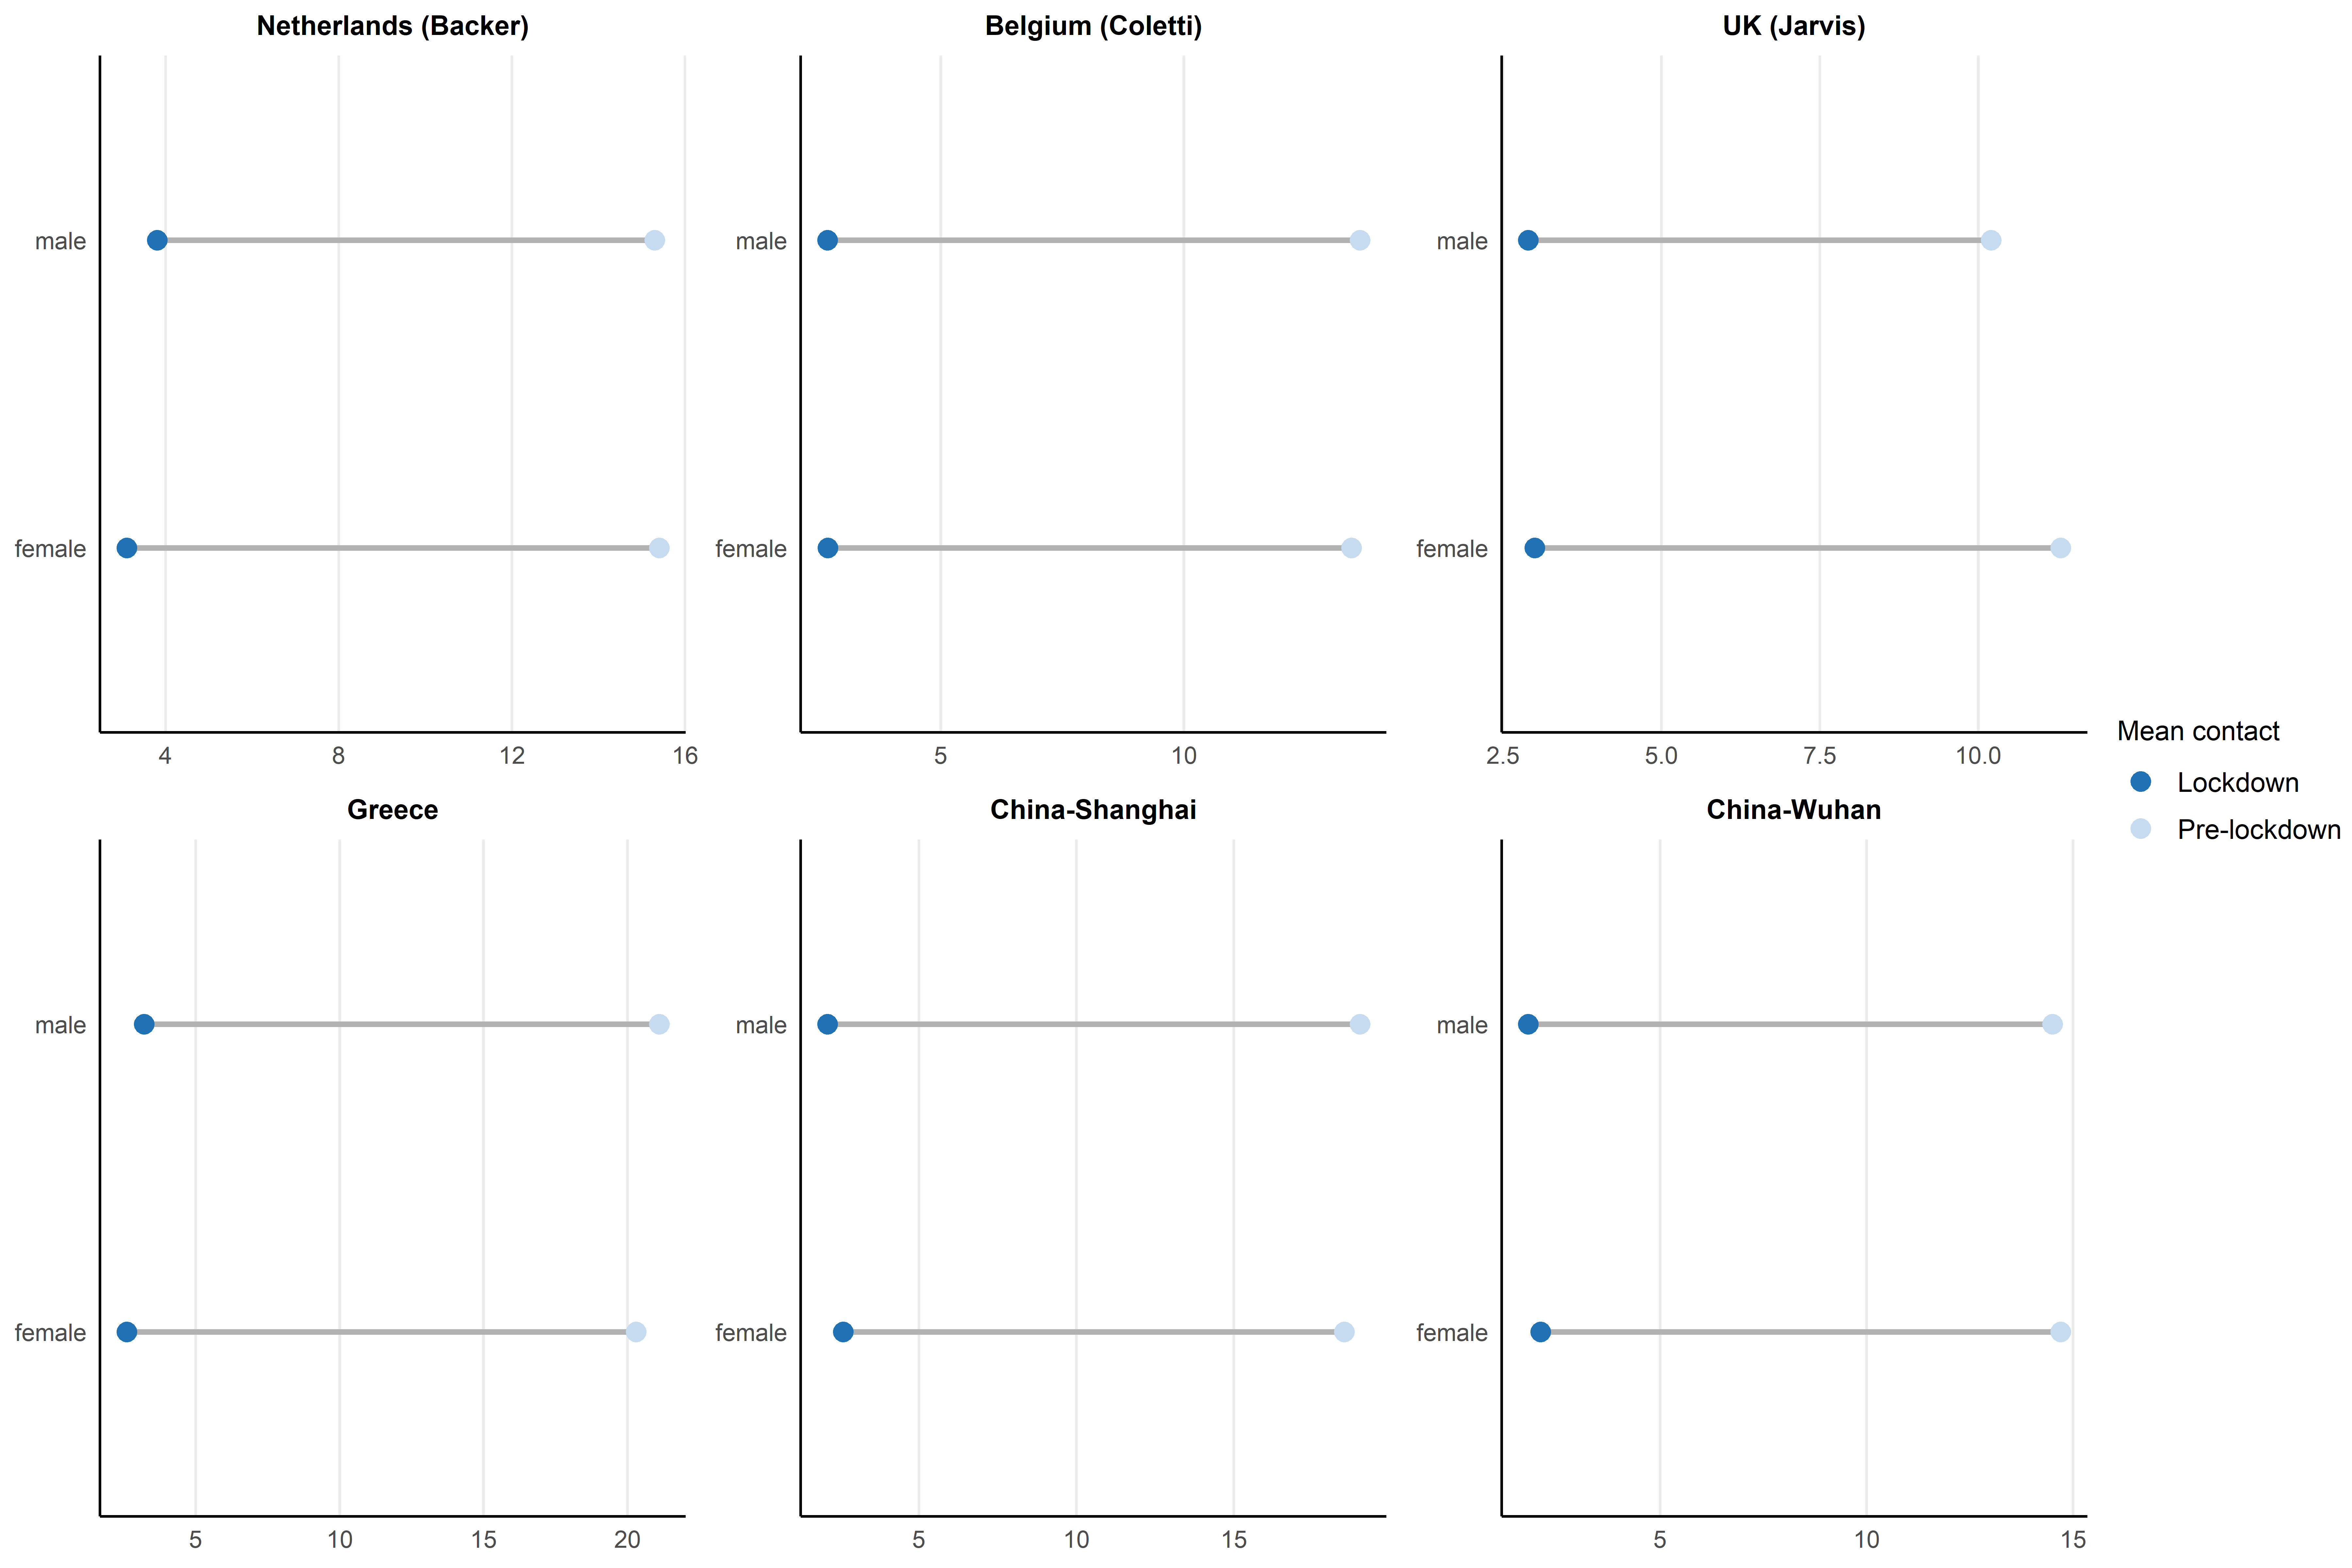 Netherlands (Backer)
Belgium (Coletti)
UK (Jarvis)
male
male
male
female
female
female
4 8 12 16
5 10
2.5 5.0 7.5 10.0
Mean contact
Lockdown
Pre-lockdown
Greece
China-Shanghai
China-Wuhan
male
male
male
female
female
female
5 10 15 20
5 10 15
5 10 15